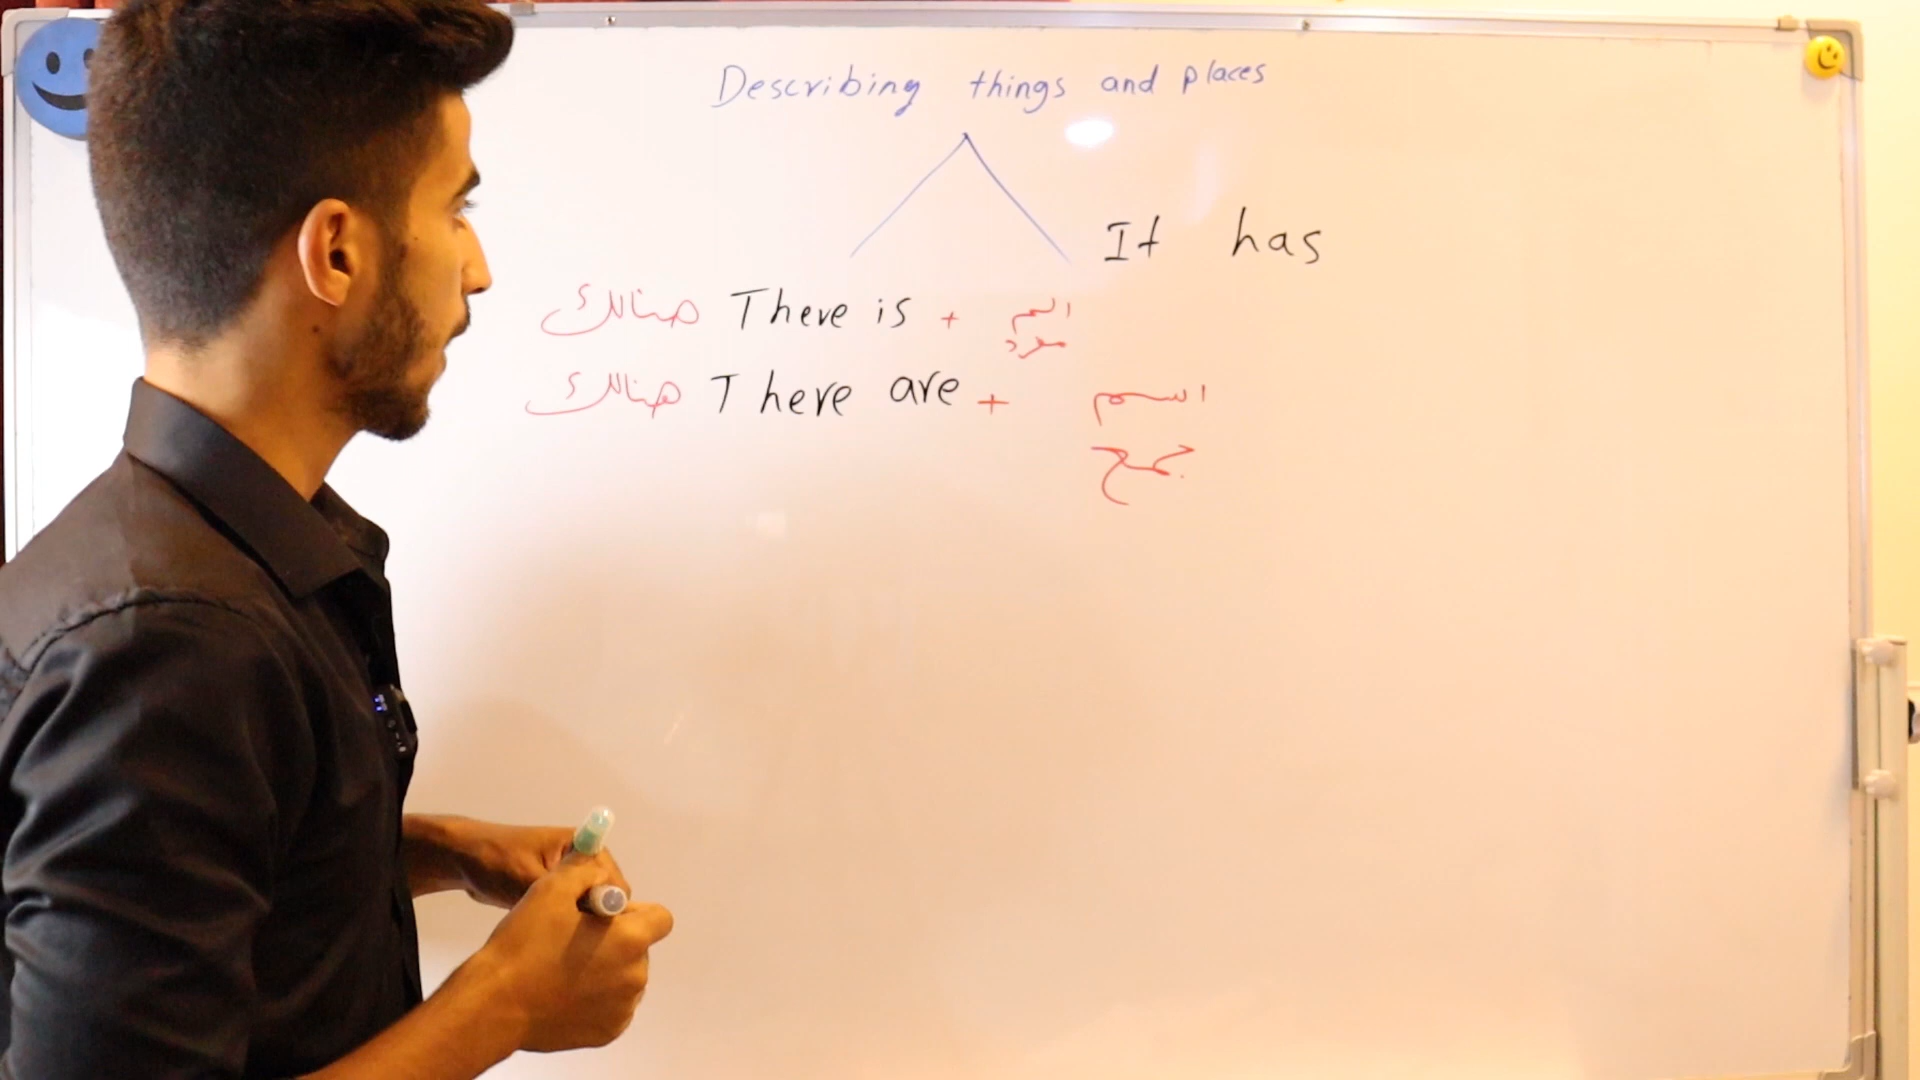 Describing things and places
It has
هنالك There is + اسم
مفرد
هنالك There are + اسم
جمع